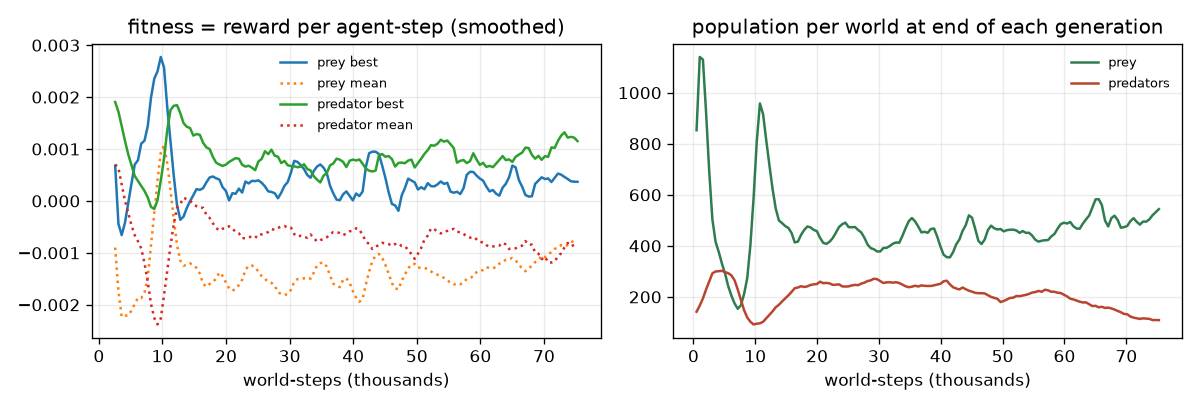 fitness = reward per agent-step (smoothed)
0.003
0.002
0.001
0.000
−0.001
−0.002
prey best
prey mean
predator best
predator mean
0 10 20 30 40 50 60 70
world-steps (thousands)
population per world at end of each generation
1000
800
600
400
200
prey
predators
0 10 20 30 40 50 60 70
world-steps (thousands)